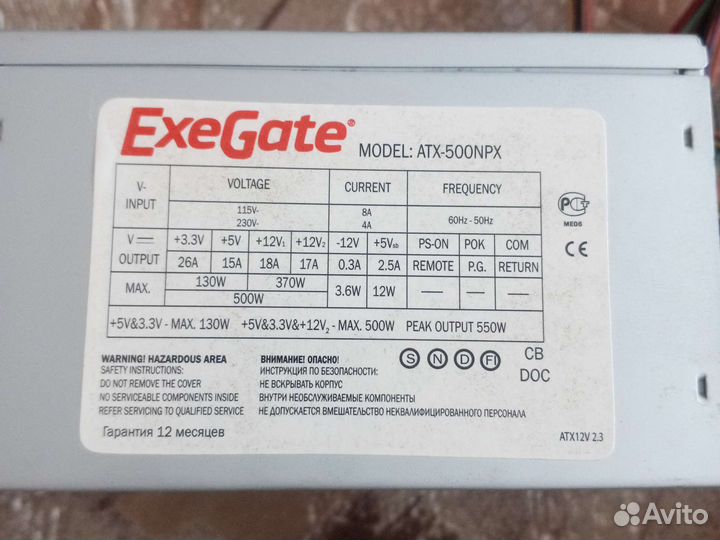 ExeGate® MODEL: ATX-500NPX
V-INPUT VOLTAGE CURRENT FREQUENCY
115V- 8A 60Hz - 50Hz
230V- 4A
V OUTPUT +3.3V +5V +12V1 +12V2 -12V +5Vsb PS-ON POK COM
26A 15A 18A 17A 0.3A 2.5A REMOTE P.G. RETURN
MAX. 130W 370W 3.6W 12W — — —
500W
+5V&3.3V - MAX. 130W +5V&3.3V&+12V2 - MAX. 500W PEAK OUTPUT 550W
PCT
ME06
CE
WARNING! HAZARDOUS AREA
SAFETY INSTRUCTIONS:
DO NOT REMOVE THE COVER
NO SERVICEABLE COMPONENTS INSIDE
REFER SERVICING TO QUALIFIED SERVICE
ВНИМАНИЕ! ОПАСНО!
ИНСТРУКЦИЯ ПО БЕЗОПАСНОСТИ:
НЕ ВСКРЫВАТЬ КОРПУС
ВНУТРИ НЕОБСЛУЖИВАЕМЫЕ КОМПОНЕНТЫ
НЕ ДОПУСКАЕТСЯ ВМЕШАТЕЛЬСТВО НЕКВАЛИФИЦИРОВАННОГО ПЕРСОНАЛА
S N D FI CB
DOC
Гарантия 12 месяцев
ATX12V 2.3
Avito